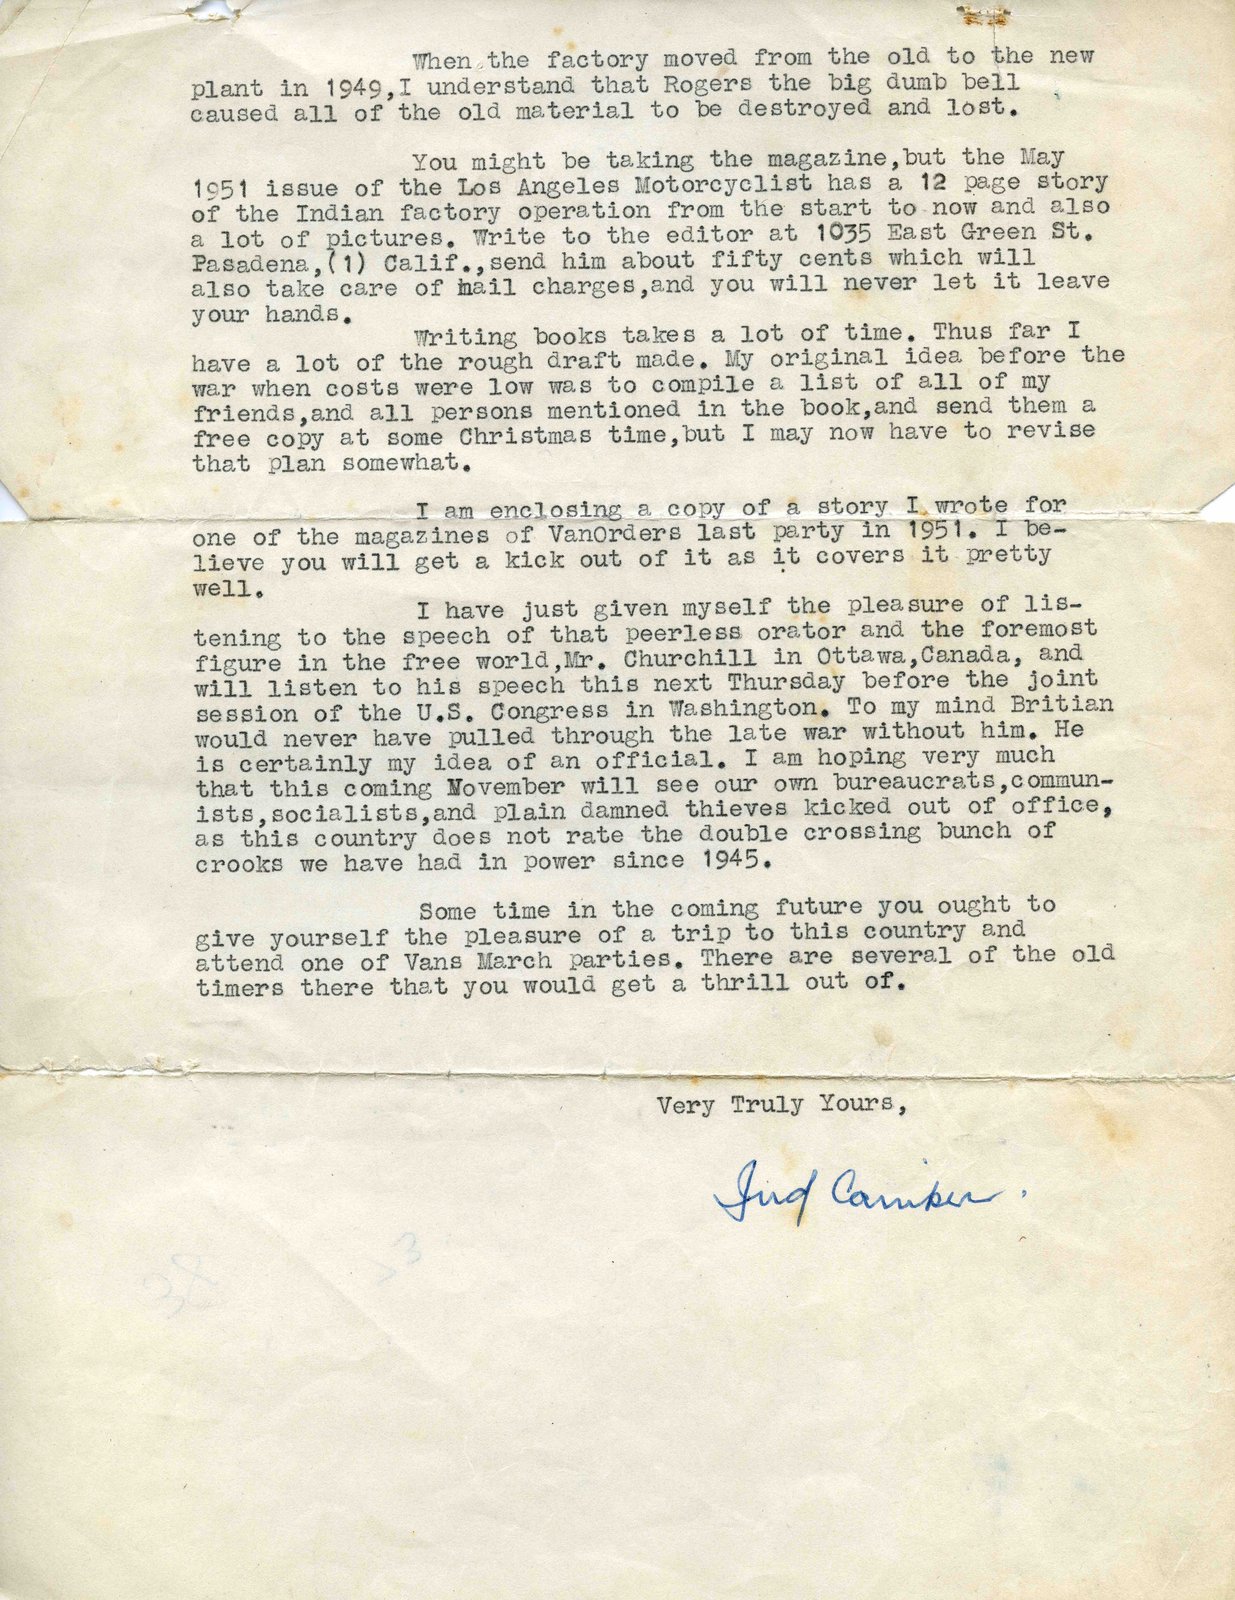 When the factory moved from the old to the new
plant in 1949,I understand that Rogers the big dumb bell
caused all of the old material to be destroyed and lost.
You might be taking the magazine,but the May
1951 issue of the Los Angeles Motorcyclist has a 12 page story
of the Indian factory operation from the start to now and also
a lot of pictures. Write to the editor at 1035 East Green St.
Pasadena,(1) Calif.,send him about fifty cents which will
also take care of mail charges,and you will never let it leave
your hands.
Writing books takes a lot of time. Thus far I
have a lot of the rough draft made. My original idea before the
war when costs were low was to compile a list of all of my
friends,and all persons mentioned in the book,and send them a
free copy at some Christmas time,but I may now have to revise
that plan somewhat.
I am enclosing a copy of a story I wrote for
one of the magazines of VanOrders last party in 1951. I be-
lieve you will get a kick out of it as it covers it pretty
well.
I have just given myself the pleasure of lis-
tening to the speech of that peerless orator and the foremost
figure in the free world,Mr. Churchill in Ottawa,Canada, and
will listen to his speech this next Thursday before the joint
session of the U.S. Congress in Washington. To my mind Britian
would never have pulled through the late war without him. He
is certainly my idea of an official. I am hoping very much
that this coming November will see our own bureaucrats,commun-
ists,socialists,and plain damned thieves kicked out of office,
as this country does not rate the double crossing bunch of
crooks we have had in power since 1945.
Some time in the coming future you ought to
give yourself the pleasure of a trip to this country and
attend one of Vans March parties. There are several of the old
timers there that you would get a thrill out of.
Very Truly Yours,
Jud Carriker.